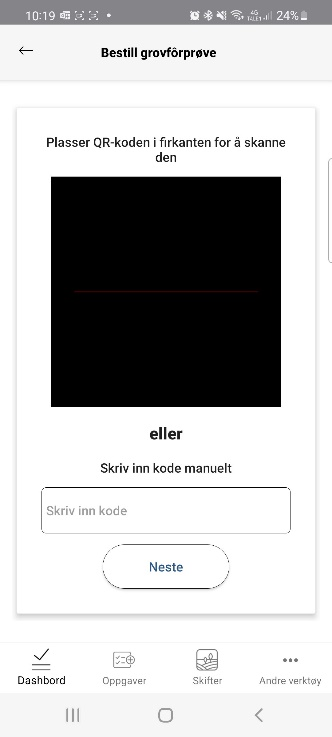 10:19
4G
24%
Bestill grovfôrprøve
Plasser QR-koden i firkanten for å skanne
den
eller
Skriv inn kode manuelt
Skriv inn kode
Neste
Dashbord Oppgaver Skifter Andre verktøy